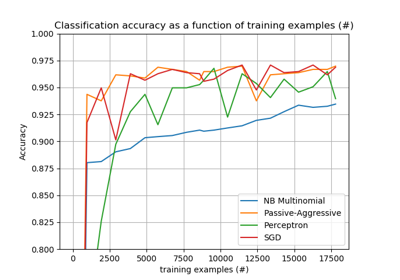 Classification accuracy as a function of training examples (#)
1.000
0.975
0.950
0.925
0.900
0.875
0.850
0.825
0.800
Accuracy
NB Multinomial
Passive-Aggressive
Perceptron
SGD
0 2500 5000 7500 10000 12500 15000 17500
training examples (#)